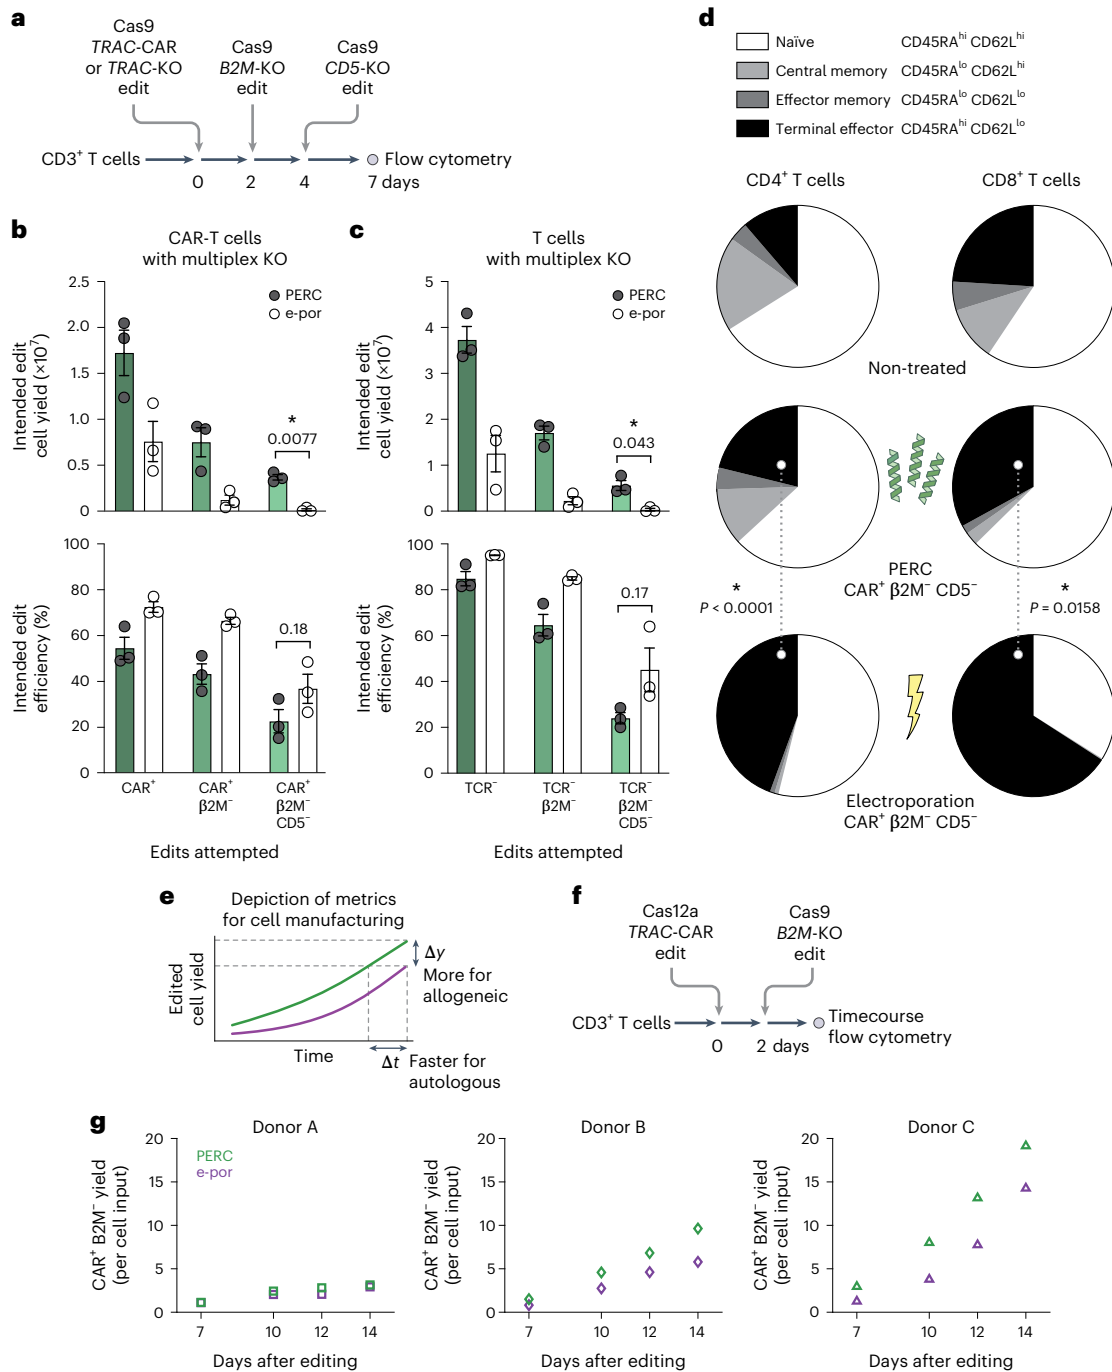 a
Cas9
TRAC-CAR
or TRAC-KO
edit
Cas9
B2M-KO
edit
Cas9
CD5-KO
edit
CD3⁺ T cells
Flow cytometry
0
2
4
7 days
b
CAR-T cells
with multiplex KO
Intended edit
cell yield (×10⁷)
2.5
2.0
1.5
1.0
0.5
0
PERC
e-por
*
0.0077
Intended edit
efficiency (%)
100
80
60
40
20
0
0.18
CAR⁺
CAR⁺
β2M⁻
CAR⁺
β2M⁻
CD5⁻
Edits attempted
c
T cells
with multiplex KO
Intended edit
cell yield (×10⁷)
5
4
3
2
1
0
PERC
e-por
*
0.043
Intended edit
efficiency (%)
100
80
60
40
20
0
0.17
TCR⁻
TCR⁻
β2M⁻
TCR⁻
β2M⁻
CD5⁻
Edits attempted
d
Naïve CD45RAʰⁱ CD62Lʰⁱ
Central memory CD45RAˡᵒ CD62Lʰⁱ
Effector memory CD45RAˡᵒ CD62Lˡᵒ
Terminal effector CD45RAʰⁱ CD62Lˡᵒ
CD4⁺ T cells
CD8⁺ T cells
Non-treated
PERC
CAR⁺ β2M⁻ CD5⁻
*
P < 0.0001
*
P = 0.0158
Electroporation
CAR⁺ β2M⁻ CD5⁻
e
Depiction of metrics
for cell manufacturing
Edited
cell yield
Δy
More for
allogeneic
Time
Δt
Faster for
autologous
f
Cas12a
TRAC-CAR
edit
Cas9
B2M-KO
edit
CD3⁺ T cells
Timecourse
flow cytometry
0
2 days
g
Donor A
CAR⁺ B2M⁻ yield
(per cell input)
20
15
10
5
0
PERC
e-por
7
10
12
14
Days after editing
Donor B
CAR⁺ B2M⁻ yield
(per cell input)
20
15
10
5
0
7
10
12
14
Days after editing
Donor C
CAR⁺ B2M⁻ yield
(per cell input)
20
15
10
5
0
7
10
12
14
Days after editing